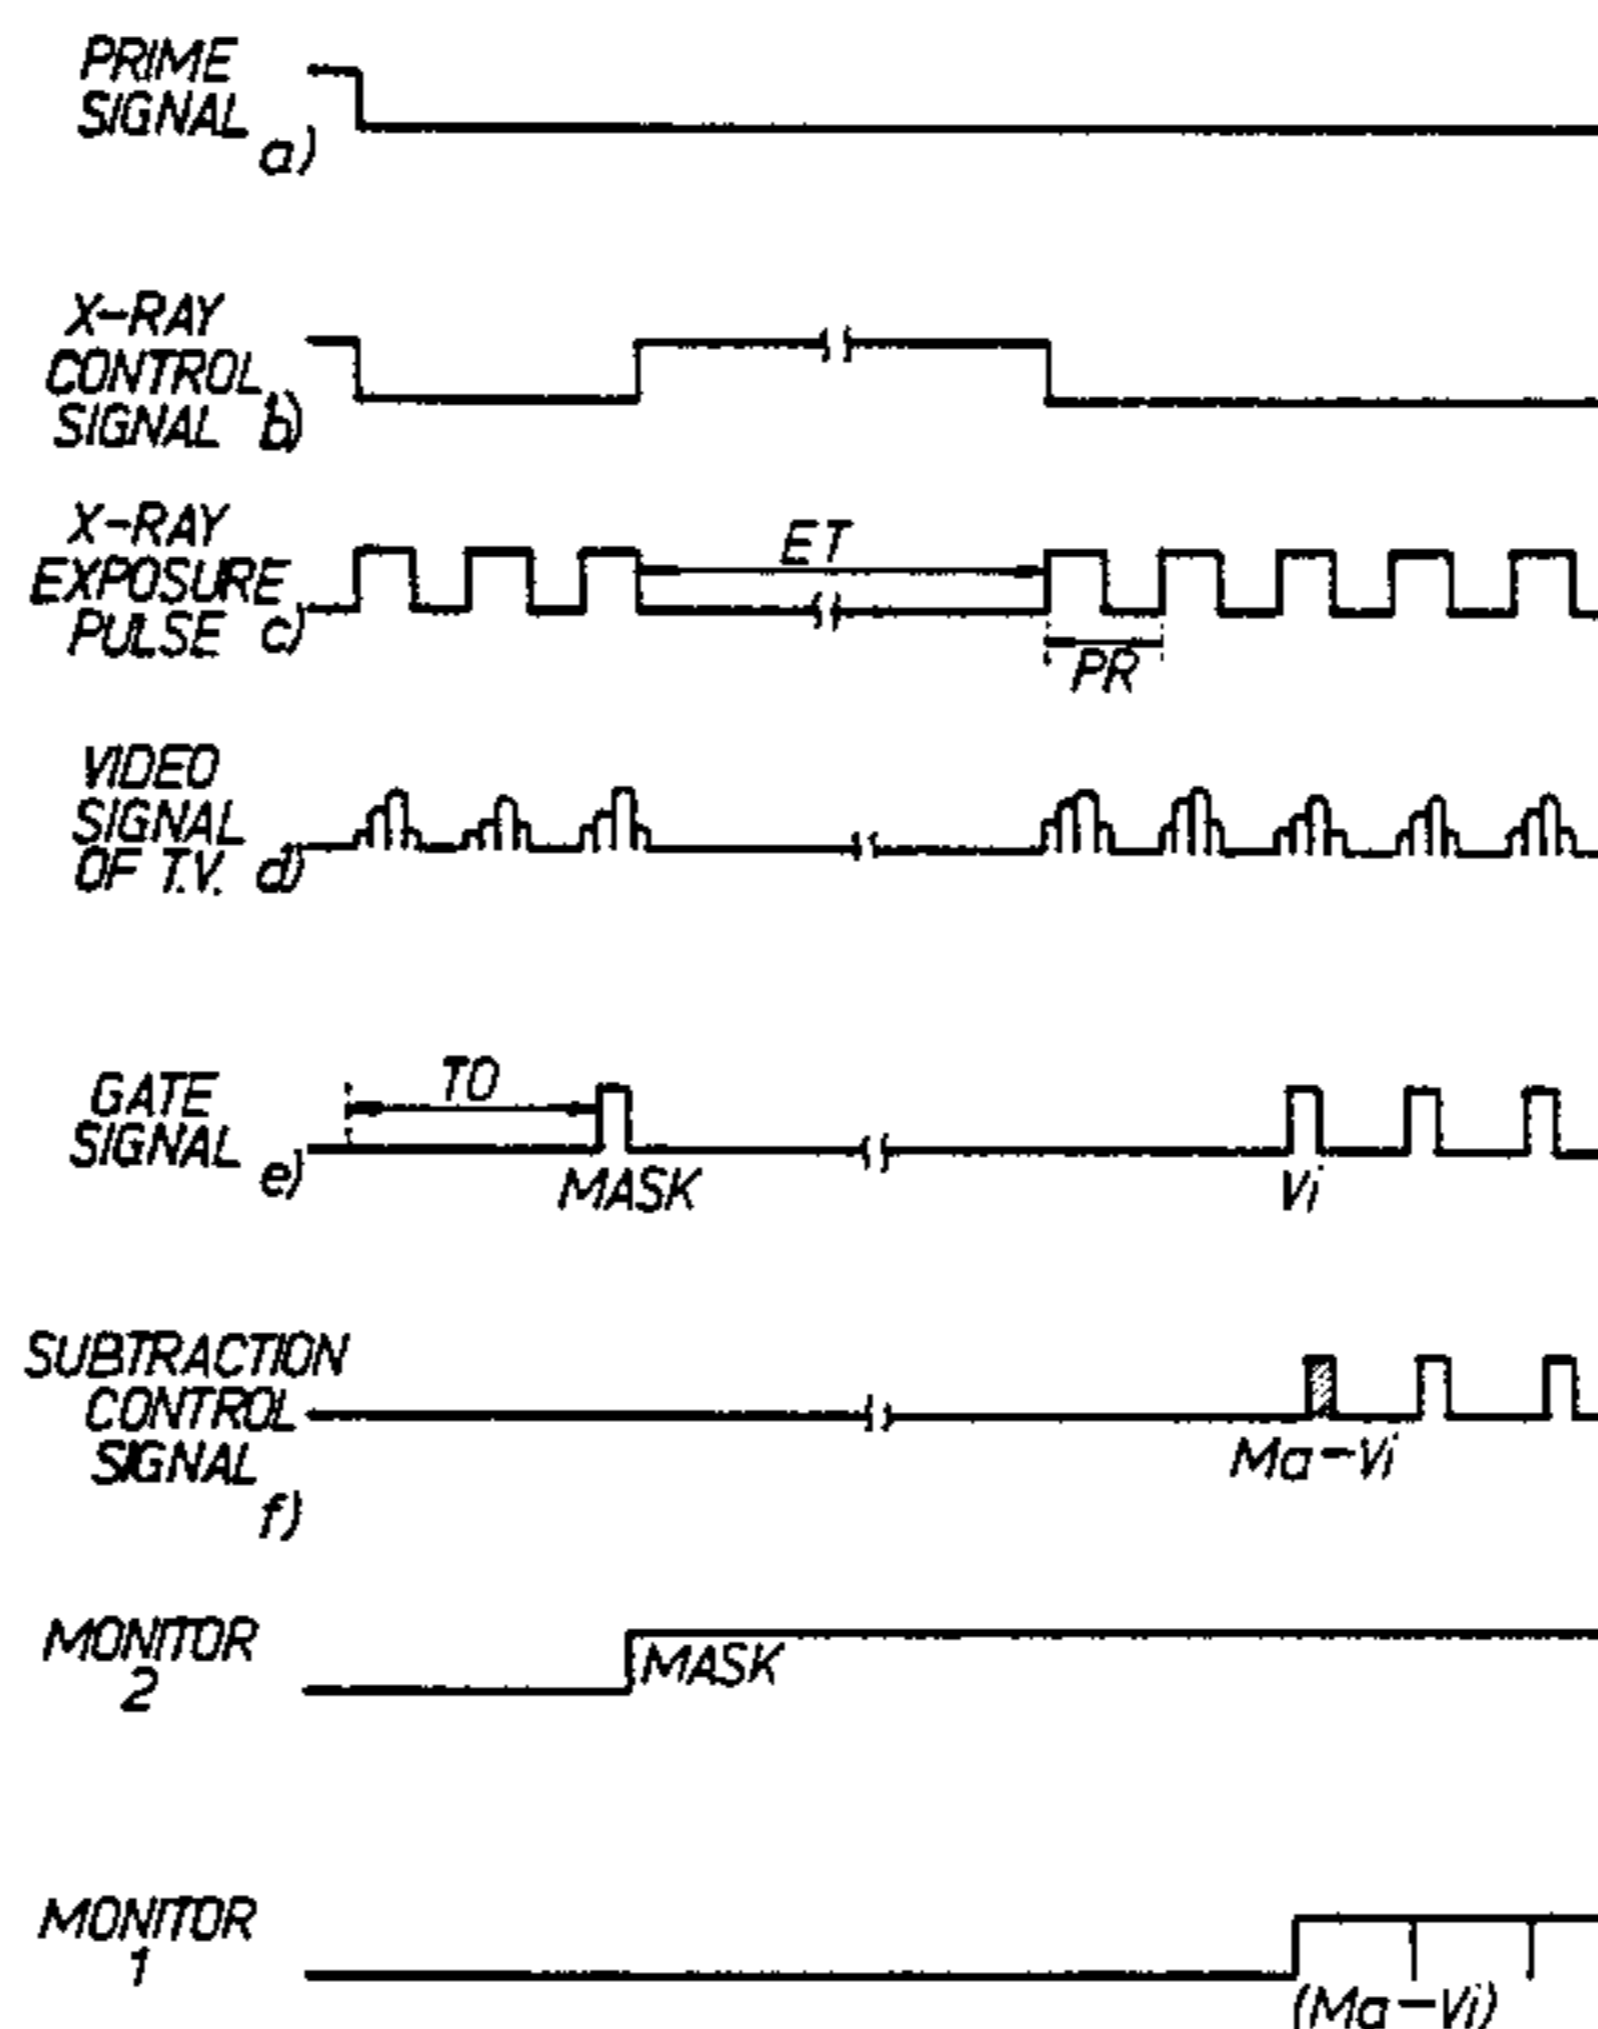 PRIME
SIGNAL
a)
X-RAY
CONTROL
SIGNAL b)
X-RAY
EXPOSURE
PULSE c)
ET
PR
VIDEO
SIGNAL
OF T.V. d)
GATE
SIGNAL
e)
TO
MASK
Vi
SUBTRACTION
CONTROL
SIGNAL
f)
Ma-Vi
MONITOR
2
MASK
MONITOR
1
(Ma-Vi)